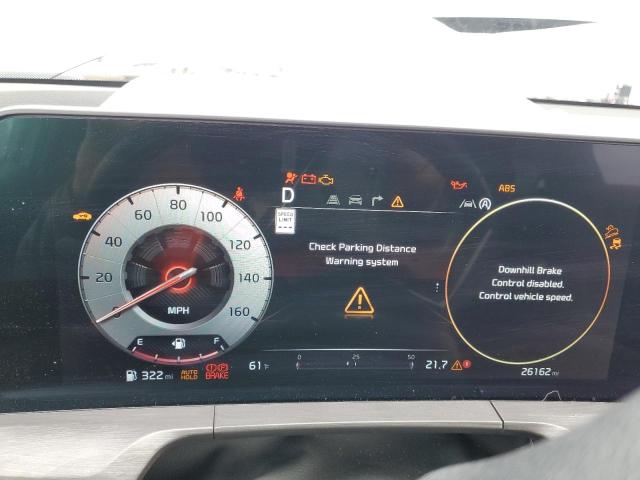 ABS
D
SPEED
LIMIT
---
20
40
60
80
100
120
140
160
MPH
E
F
Check Parking Distance
Warning system
Downhill Brake
Control disabled.
Control vehicle speed.
322 mi
AUTO
HOLD
BRAKE
61°F
0
25
50
21.7
26162 mi